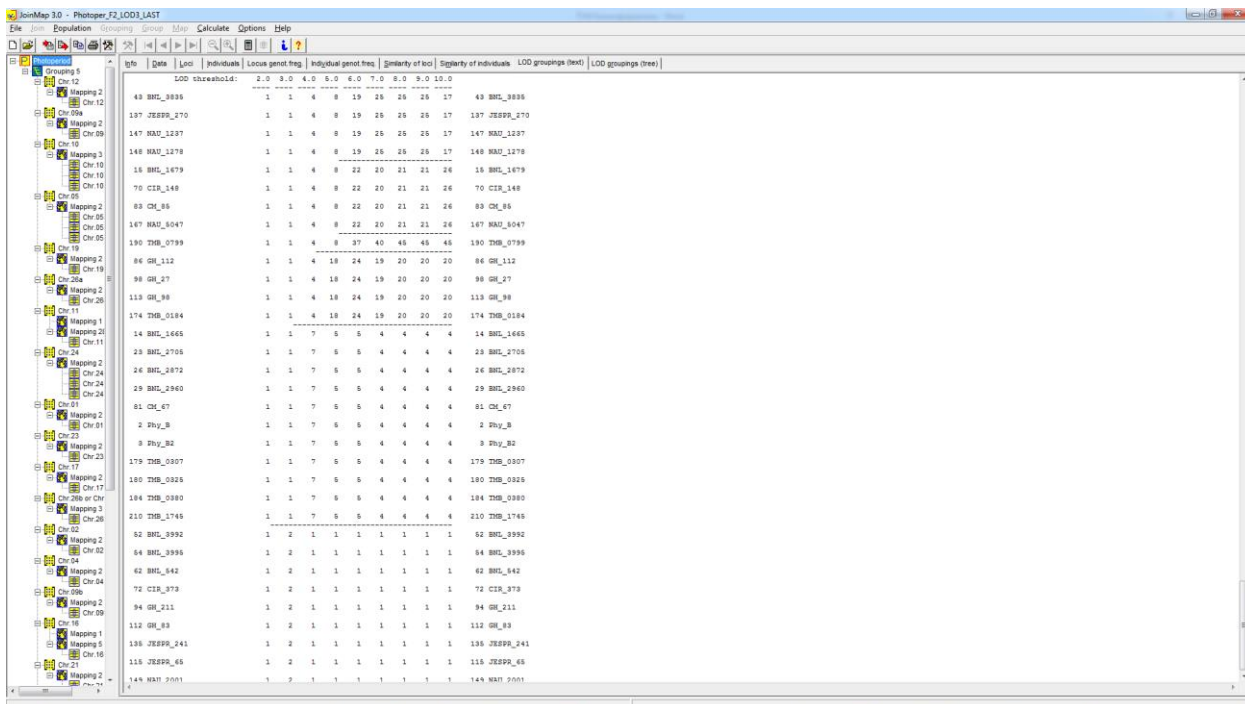 JoinMap 3.0 - Photoper_F2_LOD3_LAST
File Join Population Grouping Group Map Calculate Options Help
Photoperiod
Grouping 5
Chr.12
Mapping 2
Chr.12
Chr.09a
Mapping 2
Chr.09
Chr.10
Mapping 3
Chr.10
Chr.10
Chr.10
Chr.05
Mapping 2
Chr.05
Chr.05
Chr.05
Chr.19
Mapping 2
Chr.19
Chr.26a
Mapping 2
Chr.26
Chr.11
Mapping 1
Mapping 2
Chr.11
Chr.24
Mapping 2
Chr.24
Chr.24
Chr.24
Chr.01
Mapping 2
Chr.01
Chr.23
Mapping 2
Chr.23
Chr.17
Mapping 2
Chr.17
Chr.26b or Chr
Mapping 3
Chr.26
Chr.02
Mapping 2
Chr.02
Chr.04
Mapping 2
Chr.04
Chr.09b
Mapping 2
Chr.09
Chr.16
Mapping 1
Mapping 5
Chr.16
Chr.21
Mapping 2
Info Data Loci Individuals Locus genot.freq. Individual genot.freq. Similarity of loci Similarity of individuals LOD groupings (text) LOD groupings (tree)
LOD threshold: 2.0 3.0 4.0 5.0 6.0 7.0 8.0 9.0 10.0
43 BNL_3835 1 1 4 8 19 25 25 25 17 43 BNL_3835
137 JESPR_270 1 1 4 8 19 25 25 25 17 137 JESPR_270
147 NAU_1237 1 1 4 8 19 25 25 25 17 147 NAU_1237
148 NAU_1278 1 1 4 8 19 25 25 25 17 148 NAU_1278
15 BNL_1679 1 1 4 8 22 20 21 21 26 15 BNL_1679
70 CIR_148 1 1 4 8 22 20 21 21 26 70 CIR_148
83 CM_85 1 1 4 8 22 20 21 21 26 83 CM_85
167 NAU_5047 1 1 4 8 22 20 21 21 26 167 NAU_5047
190 TMB_0799 1 1 4 8 37 40 45 45 45 190 TMB_0799
86 GH_112 1 1 4 18 24 19 20 20 20 86 GH_112
98 GH_27 1 1 4 18 24 19 20 20 20 98 GH_27
113 GH_98 1 1 4 18 24 19 20 20 20 113 GH_98
174 TMB_0184 1 1 4 18 24 19 20 20 20 174 TMB_0184
14 BNL_1665 1 1 7 5 5 4 4 4 4 14 BNL_1665
23 BNL_2705 1 1 7 5 5 4 4 4 4 23 BNL_2705
26 BNL_2872 1 1 7 5 5 4 4 4 4 26 BNL_2872
29 BNL_2960 1 1 7 5 5 4 4 4 4 29 BNL_2960
81 CM_67 1 1 7 5 5 4 4 4 4 81 CM_67
2 Phy_B 1 1 7 5 5 4 4 4 4 2 Phy_B
3 Phy_B2 1 1 7 5 5 4 4 4 4 3 Phy_B2
179 TMB_0307 1 1 7 5 5 4 4 4 4 179 TMB_0307
180 TMB_0325 1 1 7 5 5 4 4 4 4 180 TMB_0325
184 TMB_0380 1 1 7 5 5 4 4 4 4 184 TMB_0380
210 TMB_1745 1 1 7 5 5 4 4 4 4 210 TMB_1745
52 BNL_3992 1 2 1 1 1 1 1 1 1 52 BNL_3992
54 BNL_3995 1 2 1 1 1 1 1 1 1 54 BNL_3995
62 BNL_542 1 2 1 1 1 1 1 1 1 62 BNL_542
72 CIR_373 1 2 1 1 1 1 1 1 1 72 CIR_373
94 GH_211 1 2 1 1 1 1 1 1 1 94 GH_211
112 GH_83 1 2 1 1 1 1 1 1 1 112 GH_83
135 JESPR_241 1 2 1 1 1 1 1 1 1 135 JESPR_241
115 JESPR_65 1 2 1 1 1 1 1 1 1 115 JESPR_65
149 NAU_2001 1 2 1 1 1 1 1 1 1 149 NAU_2001